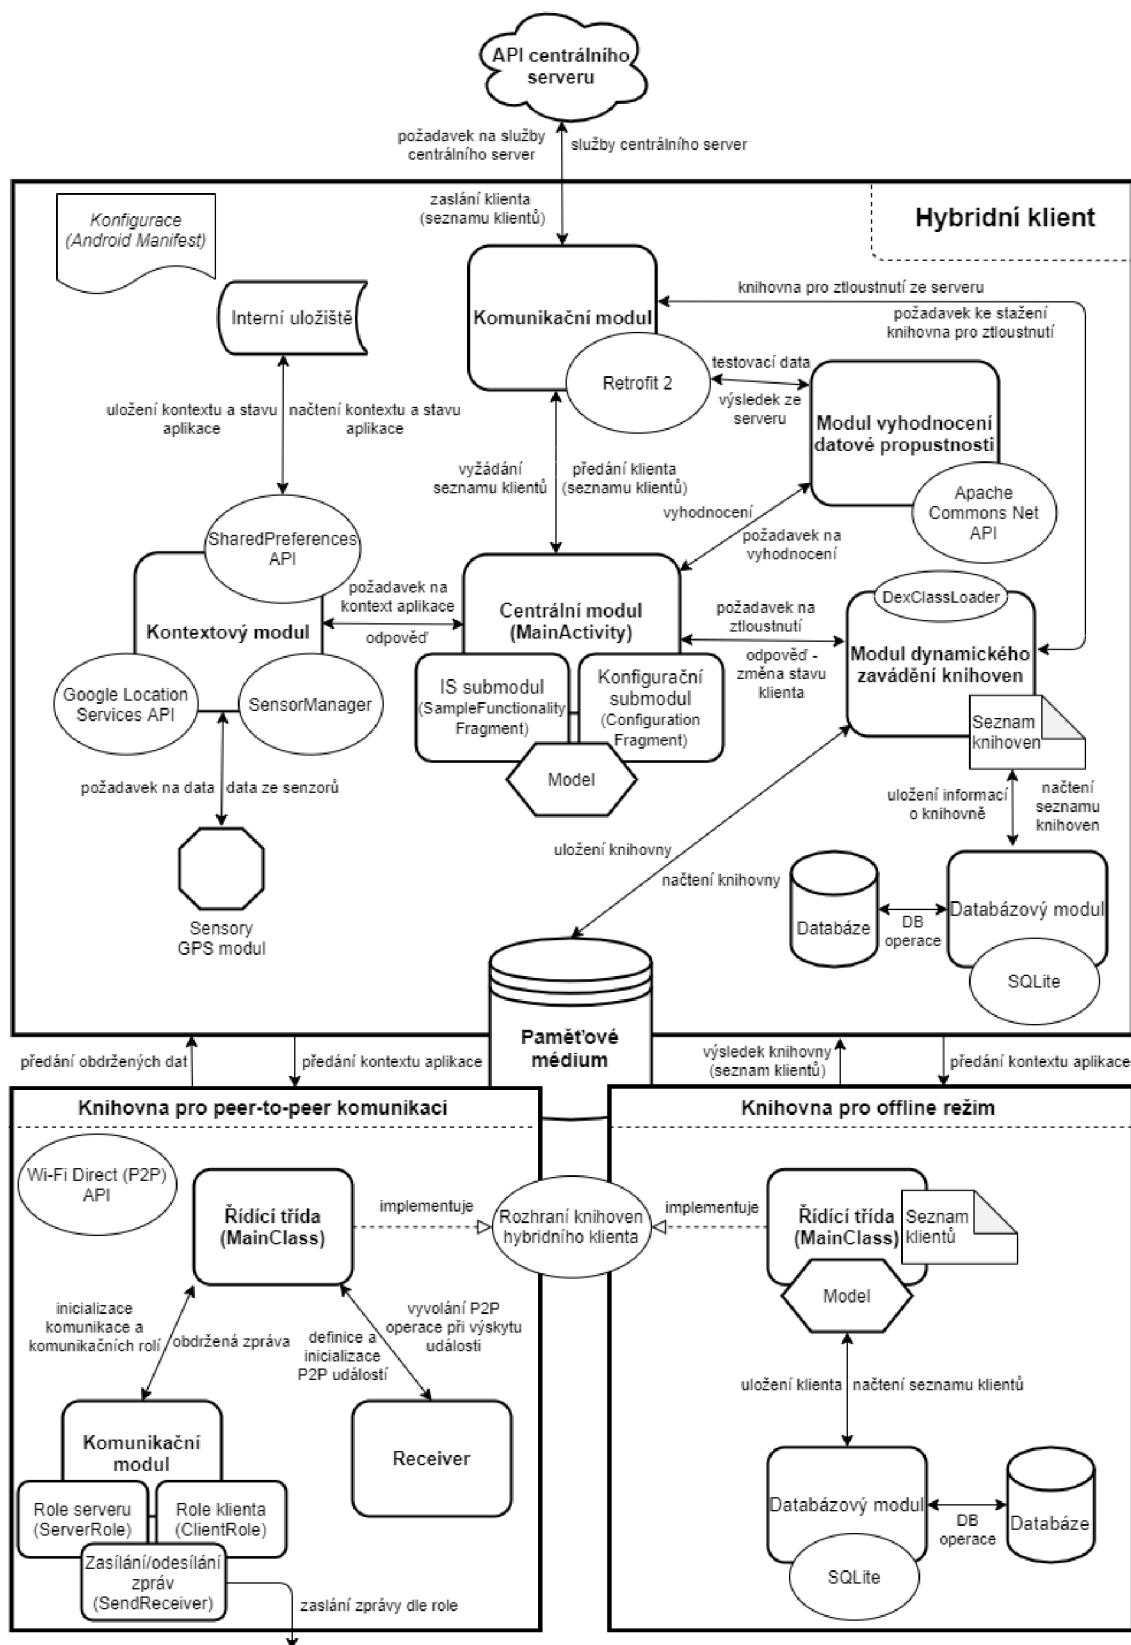 API centrálního
serveru
požadavek na služby
centrálního server
služby centrálního server
zaslání klienta
(seznamu klientů)
Konfigurace
(Android Manifest)
Hybridní klient
Interní uložiště
Komunikační modul
Retrofit 2
knihovna pro ztloustnutí ze serveru
požadavek ke stažení
knihovna pro ztloustnutí
testovací data
výsledek ze
serveru
Modul vyhodnocení
datové propustnosti
Apache
Commons Net
API
uložení kontextu a stavu
aplikace
načtení kontextu a stavu
aplikace
vyžádání
seznamu klientů
předání klienta
(seznamu klientů)
vyhodnocení
požadavek na
vyhodnocení
SharedPreferences
API
Kontextový modul
Google Location
Services API
SensorManager
požadavek na
kontext aplikace
odpověď
Centrální modul
(MainActivity)
IS submodul
(SampleFunctionality
Fragment)
Konfigurační
submodul
(Configuration
Fragment)
Model
požadavek na
ztloustnutí
odpověď -
změna stavu
klienta
DexClassLoader
Modul dynamického
zavádění knihoven
Seznam
knihoven
požadavek na data
data ze senzorů
Sensory
GPS modul
uložení informací
o knihovně
načtení
seznamu
knihoven
uložení knihovny
načtení knihovny
Databáze
DB
operace
Databázový modul
SQLite
Paměťové
médium
předání obdržených dat
předání kontextu aplikace
výsledek knihovny
(seznam klientů)
předání kontextu aplikace
Knihovna pro peer-to-peer komunikaci
Wi-Fi Direct (P2P)
API
Řídící třída
(MainClass)
implementuje
Rozhraní knihoven
hybridního klienta
inicializace
komunikace a
komunikačních rolí
obdržená zpráva
definice a
inicializace
P2P událostí
vyvolání P2P
operace při výskytu
události
Komunikační
modul
Role serveru
(ServerRole)
Role klienta
(ClientRole)
Zasílání/odesílání
zpráv
(SendReceiver)
zaslání zprávy dle role
Receiver
Knihovna pro offline režim
implementuje
Řídící třída
(MainClass)
Seznam
klientů
Model
uložení klienta
načtení seznamu klientů
Databázový modul
SQLite
DB
operace
Databáze